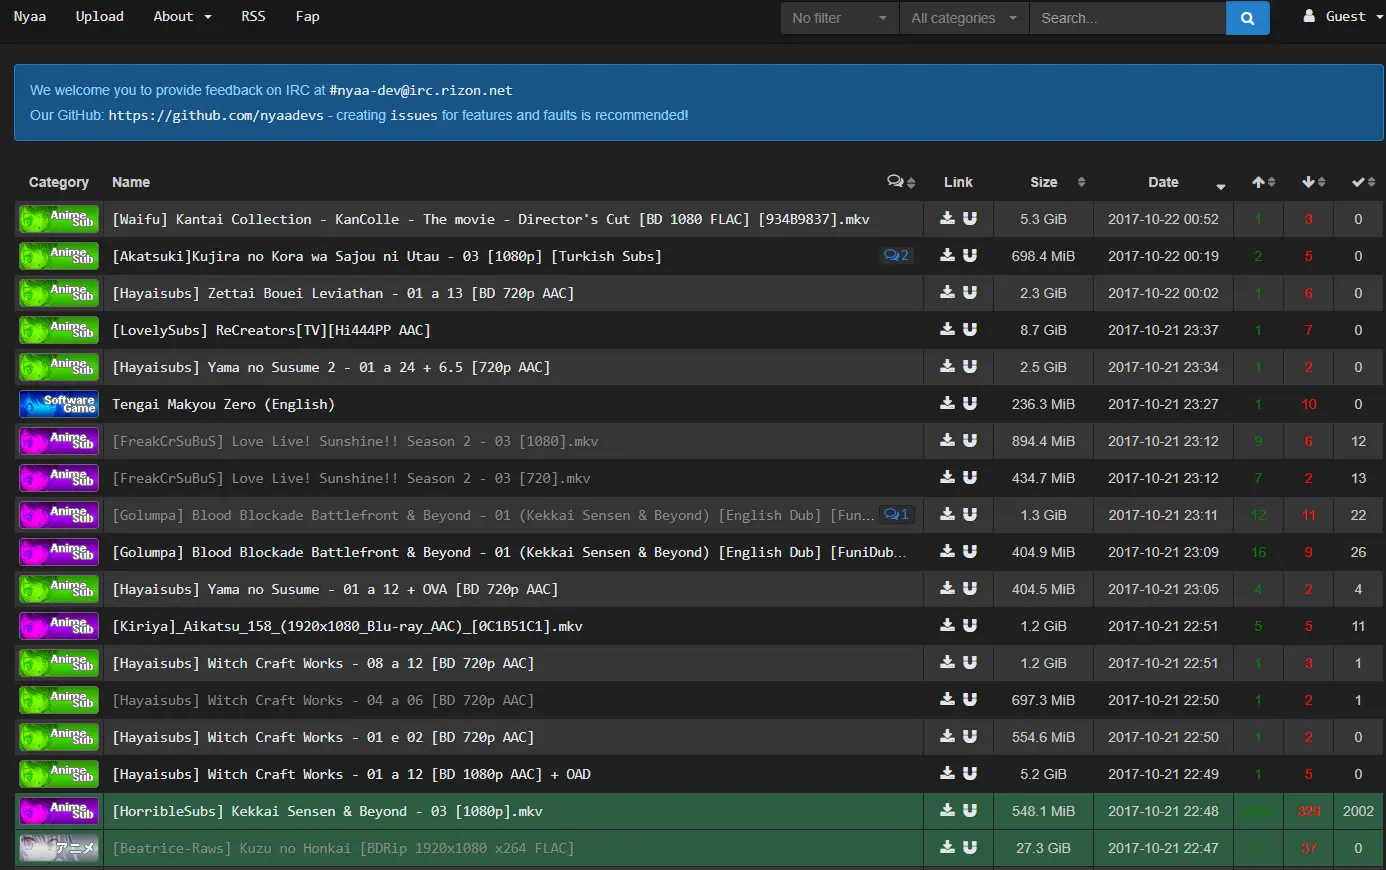 Nyaa Upload About RSS Fap No filter All categories Search... Guest
We welcome you to provide feedback on IRC at #nyaa-dev@irc.rizon.net
Our GitHub: https://github.com/nyaadevs - creating issues for features and faults is recommended!
Category Name Link Size Date
Anime Sub [Waifu] Kantai Collection - KanColle - The movie - Director's Cut [BD 1080 FLAC] [934B9837].mkv 5.3 GiB 2017-10-22 00:52 1 3 0
Anime Sub [Akatsuki]Kujira no Kora wa Sajou ni Utau - 03 [1080p] [Turkish Subs] 2 698.4 MiB 2017-10-22 00:19 2 5 0
Anime Sub [Hayaisubs] Zettai Bouei Leviathan - 01 a 13 [BD 720p AAC] 2.3 GiB 2017-10-22 00:02 1 6 0
Anime Sub [LovelySubs] ReCreators[TV][Hi444PP AAC] 8.7 GiB 2017-10-21 23:37 1 7 0
Anime Sub [Hayaisubs] Yama no Susume 2 - 01 a 24 + 6.5 [720p AAC] 2.5 GiB 2017-10-21 23:34 1 2 0
Software Game Tengai Makyou Zero (English) 236.3 MiB 2017-10-21 23:27 1 10 0
Anime Sub [FreakCrSuBuS] Love Live! Sunshine!! Season 2 - 03 [1080].mkv 894.4 MiB 2017-10-21 23:12 9 6 12
Anime Sub [FreakCrSuBuS] Love Live! Sunshine!! Season 2 - 03 [720].mkv 434.7 MiB 2017-10-21 23:12 7 2 13
Anime Sub [Golumpa] Blood Blockade Battlefront & Beyond - 01 (Kekkai Sensen & Beyond) [English Dub] [Fun... 1 1.3 GiB 2017-10-21 23:11 12 11 22
Anime Sub [Golumpa] Blood Blockade Battlefront & Beyond - 01 (Kekkai Sensen & Beyond) [English Dub] [FuniDub... 404.9 MiB 2017-10-21 23:09 16 9 26
Anime Sub [Hayaisubs] Yama no Susume - 01 a 12 + OVA [BD 720p AAC] 404.5 MiB 2017-10-21 23:05 4 2 4
Anime Sub [Kiriya]_Aikatsu_158_(1920x1080_Blu-ray_AAC)_[0C1B51C1].mkv 1.2 GiB 2017-10-21 22:51 5 5 11
Anime Sub [Hayaisubs] Witch Craft Works - 08 a 12 [BD 720p AAC] 1.2 GiB 2017-10-21 22:51 1 3 1
Anime Sub [Hayaisubs] Witch Craft Works - 04 a 06 [BD 720p AAC] 697.3 MiB 2017-10-21 22:50 1 2 1
Anime Sub [Hayaisubs] Witch Craft Works - 01 e 02 [BD 720p AAC] 554.6 MiB 2017-10-21 22:50 1 2 0
Anime Sub [Hayaisubs] Witch Craft Works - 01 a 12 [BD 1080p AAC] + OAD 5.2 GiB 2017-10-21 22:49 1 5 0
Anime Sub [HorribleSubs] Kekkai Sensen & Beyond - 03 [1080p].mkv 548.1 MiB 2017-10-21 22:48 329 2002
アニメ [Beatrice-Raws] Kuzu no Honkai [BDRip 1920x1080 x264 FLAC] 27.3 GiB 2017-10-21 22:47 37 0